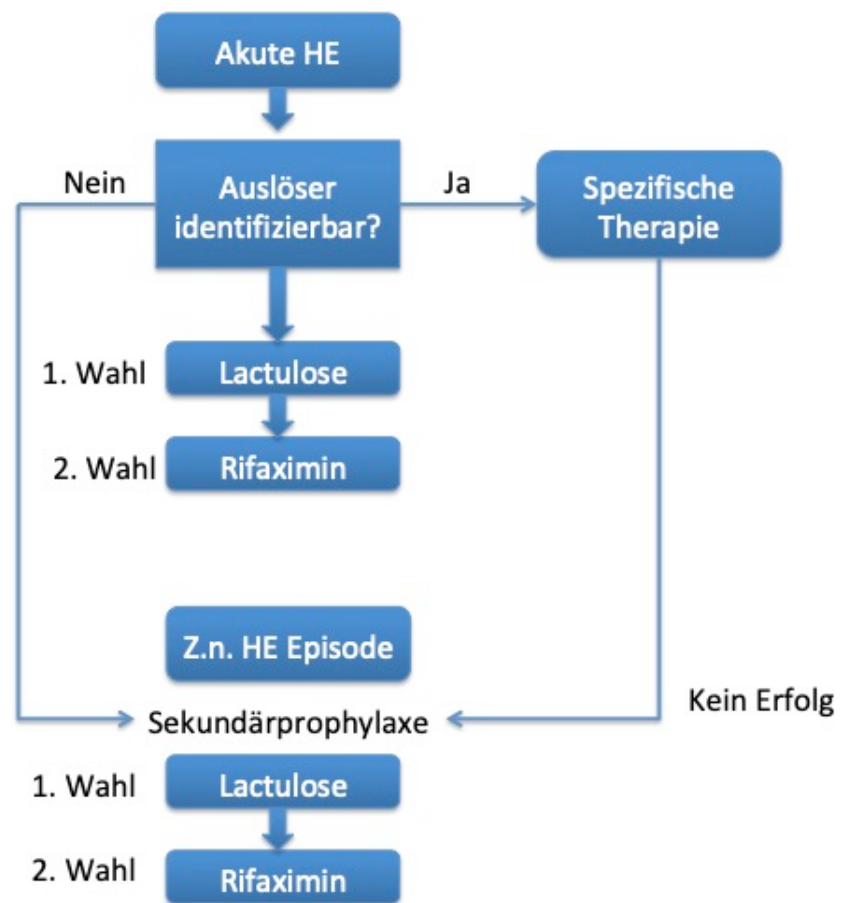 Akute HE
Nein
Auslöser
identifizierbar?
Ja
Spezifische
Therapie
1. Wahl
Lactulose
2. Wahl
Rifaximin
Z.n. HE Episode
Kein Erfolg
Sekundärprophylaxe
1. Wahl
Lactulose
2. Wahl
Rifaximin